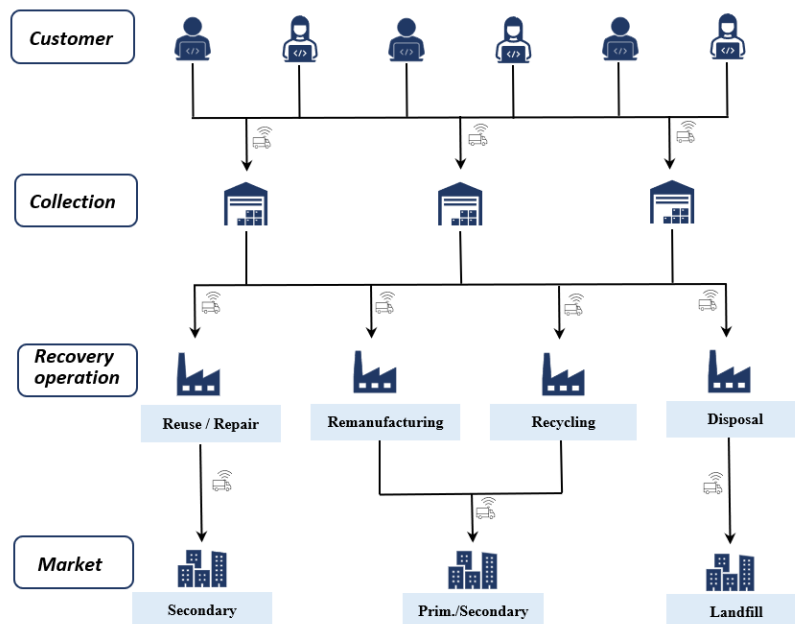 Customer
</>
</>
</>
</>
</>
</>
Collection
Recovery
operation
Reuse / Repair
Remanufacturing
Recycling
Disposal
Market
Secondary
Prim./Secondary
Landfill